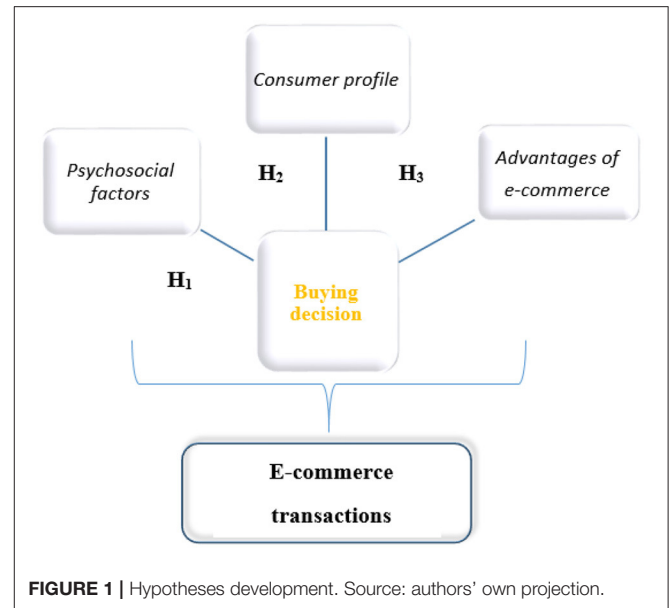 Consumer profile
Psychosocial
factors
H2
H3
Advantages of
e-commerce
H1
Buying
decision
E-commerce
transactions
FIGURE 1 | Hypotheses development. Source: authors' own projection.